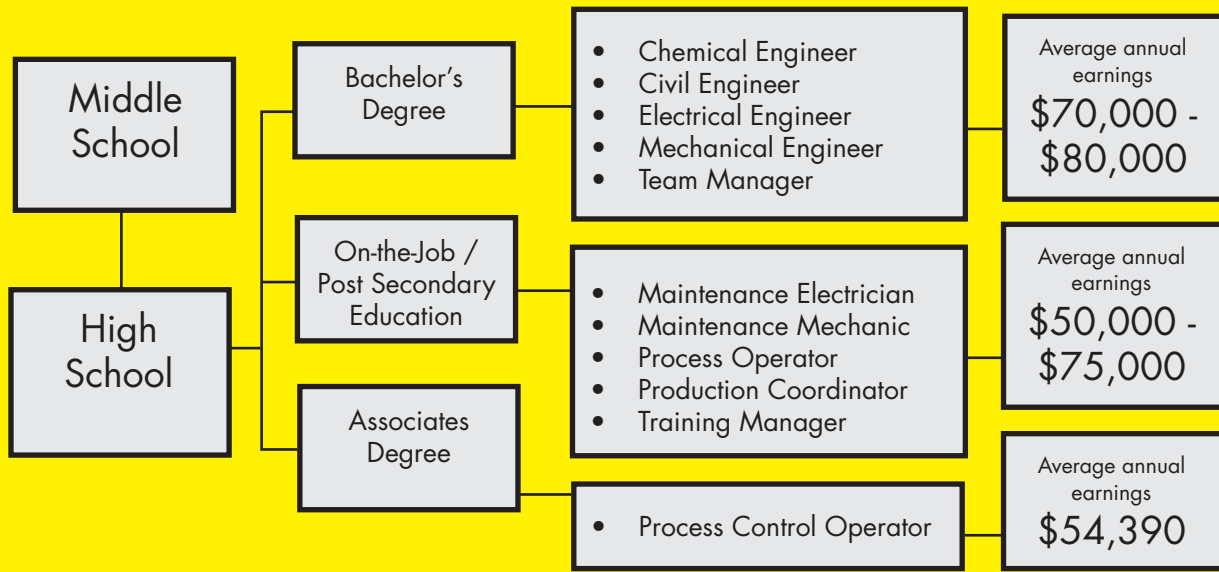 Middle
School
High
School
Bachelor's
Degree
On-the-Job /
Post Secondary
Education
Associates
Degree
• Chemical Engineer
• Civil Engineer
• Electrical Engineer
• Mechanical Engineer
• Team Manager
• Maintenance Electrician
• Maintenance Mechanic
• Process Operator
• Production Coordinator
• Training Manager
• Process Control Operator
Average annual
earnings
$70,000 -
$80,000
Average annual
earnings
$50,000 -
$75,000
Average annual
earnings
$54,390